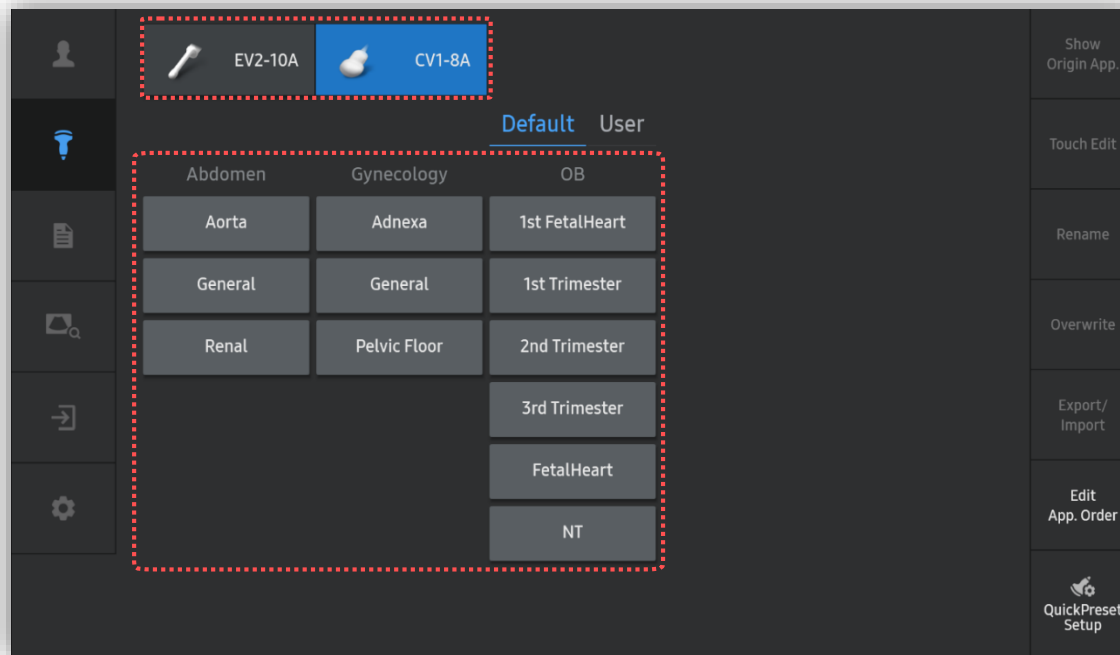 EV2-10A
CV1-8A
Default
User
Abdomen
Gynecology
OB
Aorta
Adnexa
1st FetalHeart
General
General
1st Trimester
Renal
Pelvic Floor
2nd Trimester
3rd Trimester
FetalHeart
NT
Show
Origin App.
Touch Edit
Rename
Overwrite
Export/
Import
Edit
App. Order
QuickPreset
Setup